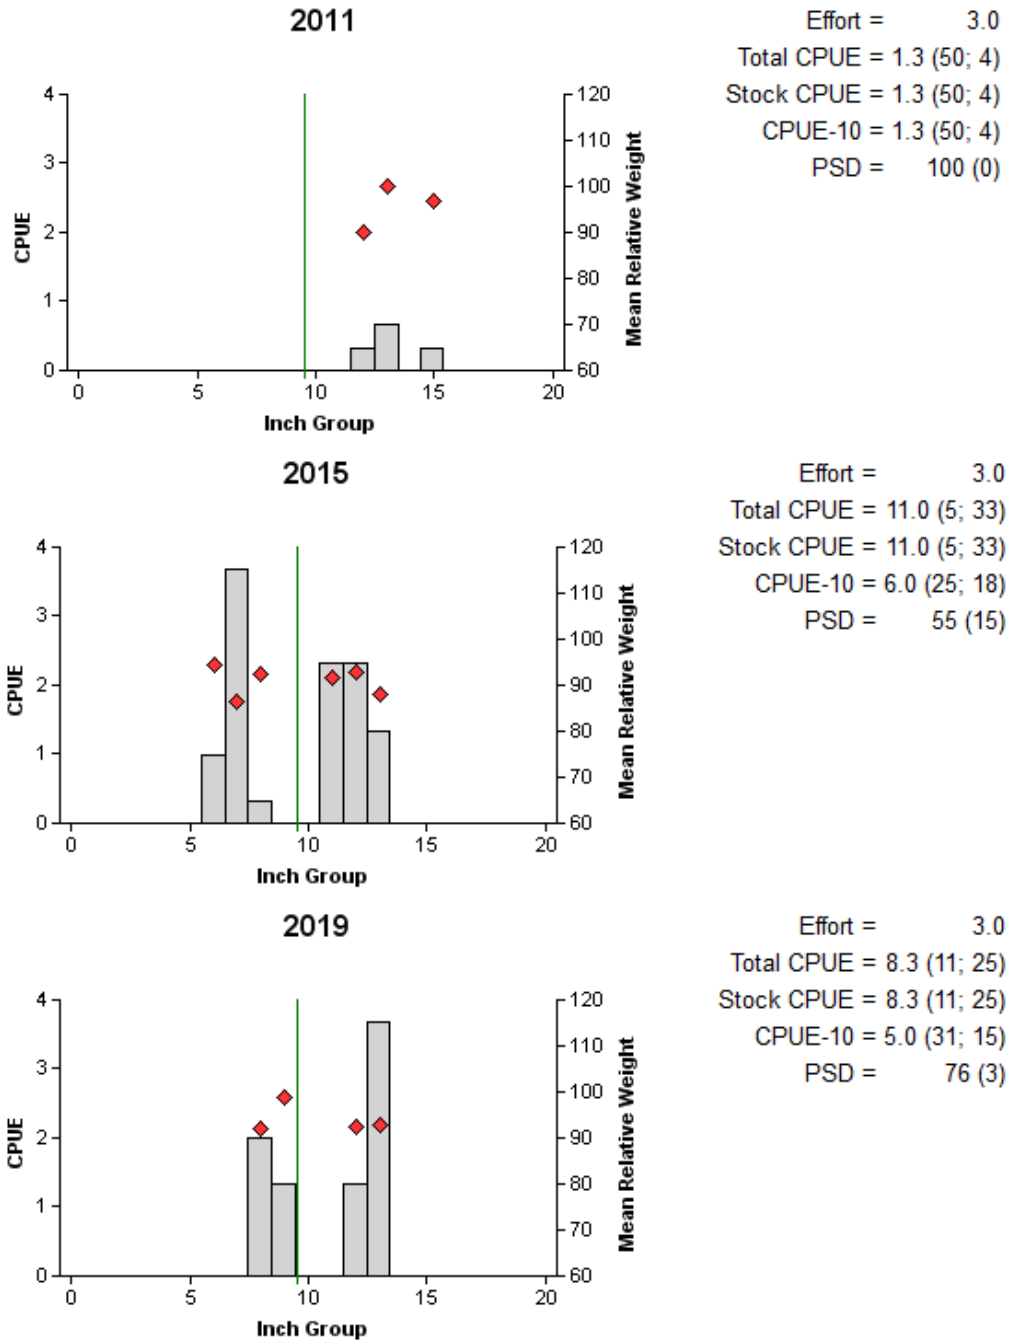 2011
Effort = 3.0
Total CPUE = 1.3 (50; 4)
Stock CPUE = 1.3 (50; 4)
CPUE-10 = 1.3 (50; 4)
PSD = 100 (0)
4
3
2
1
0
CPUE
120
110
100
90
80
70
60
Mean Relative Weight
0 5 10 15 20
Inch Group
2015
Effort = 3.0
Total CPUE = 11.0 (5; 33)
Stock CPUE = 11.0 (5; 33)
CPUE-10 = 6.0 (25; 18)
PSD = 55 (15)
4
3
2
1
0
CPUE
120
110
100
90
80
70
60
Mean Relative Weight
0 5 10 15 20
Inch Group
2019
Effort = 3.0
Total CPUE = 8.3 (11; 25)
Stock CPUE = 8.3 (11; 25)
CPUE-10 = 5.0 (31; 15)
PSD = 76 (3)
4
3
2
1
0
CPUE
120
110
100
90
80
70
60
Mean Relative Weight
0 5 10 15 20
Inch Group